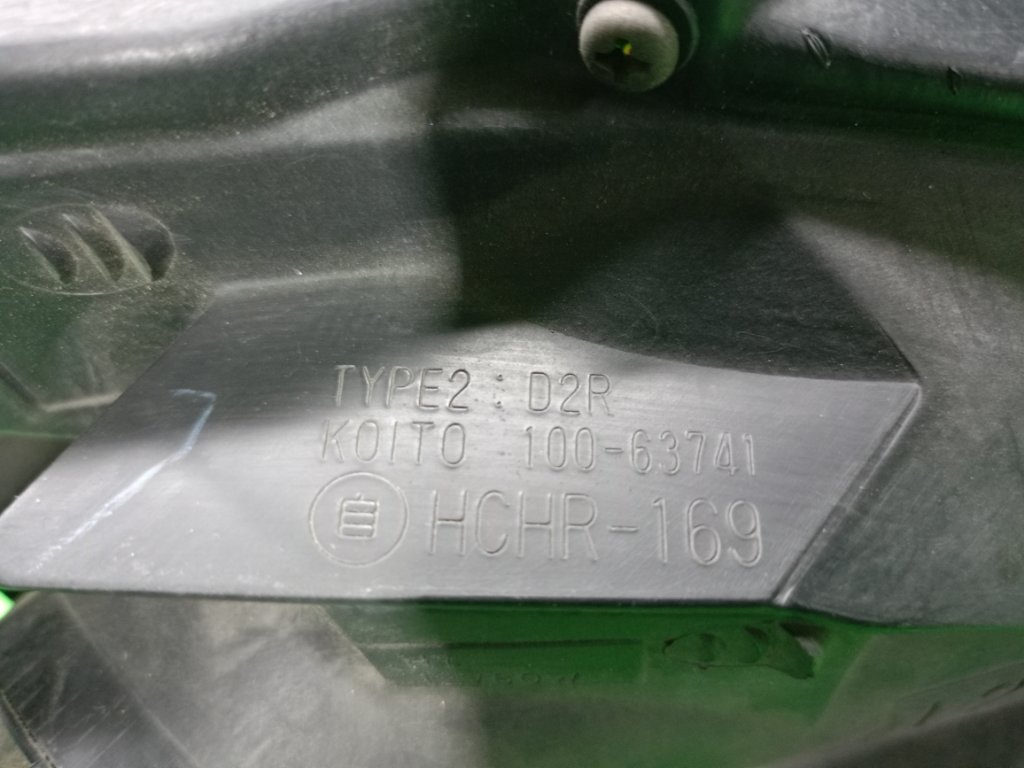 TYPE2 : D2R
KOITO 100-63741
自 HCHR-169